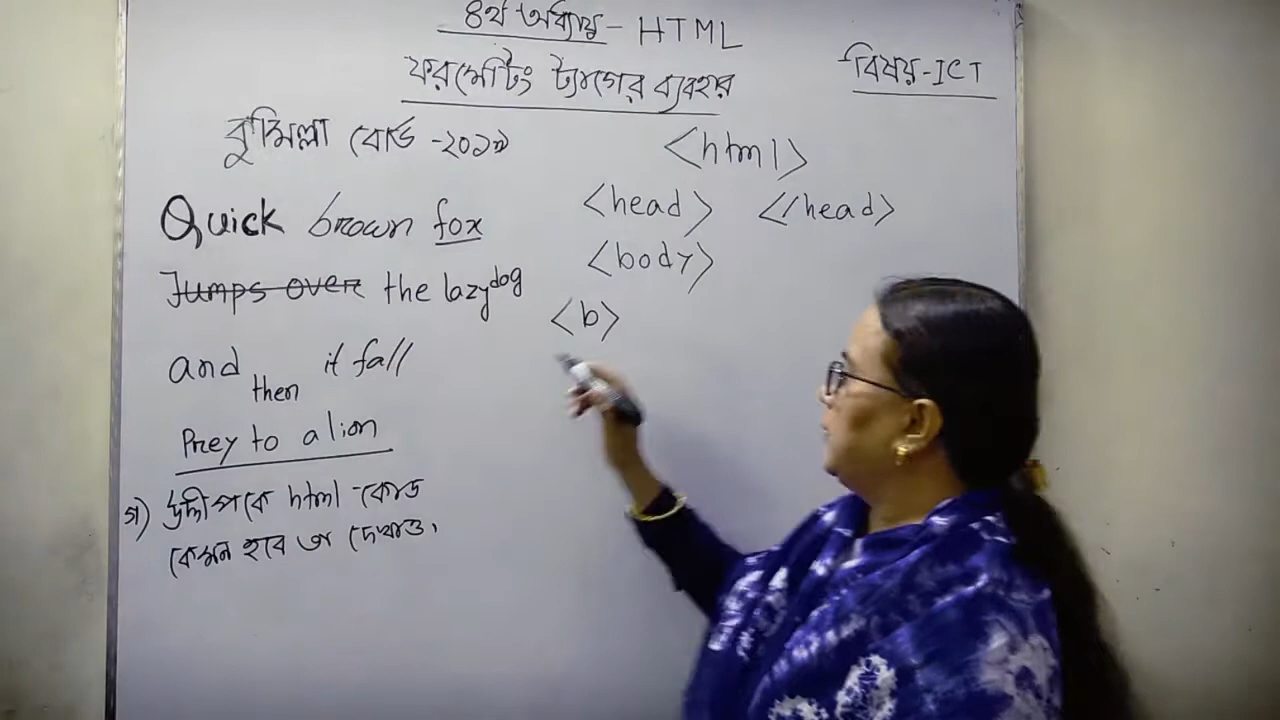 ৪র্থ অধ্যায় - HTML
ফরমেটিং ট্যাগের ব্যবহার
বিষয়-ICT
কুমিল্লা বোর্ড -২০১৯
Quick brown fox
Jumps over the lazy dog
and then it fall
Prey to a lion
গ) উদ্দীপকে html -কোড
কেমন হবে তা দেখাও।
<html>
<head> </head>
<body>
<b>